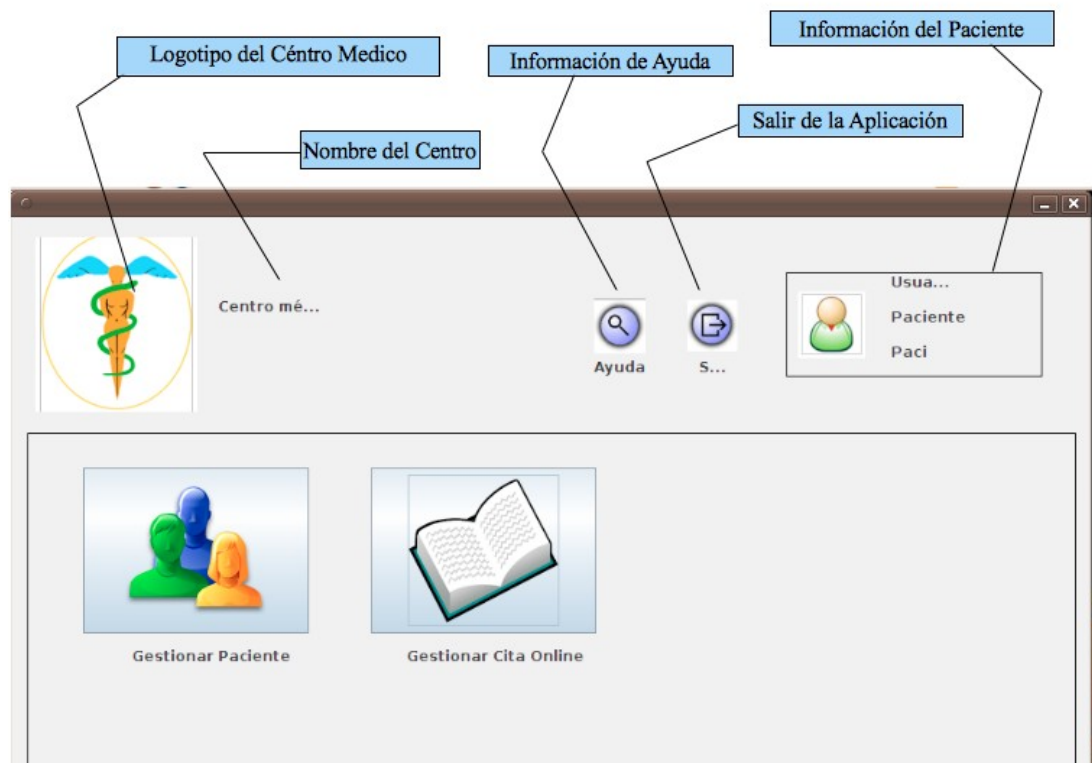 Información del Paciente
Logotipo del Céntro Medico
Información de Ayuda
Salir de la Aplicación
Nombre del Centro
Usua...
Centro mé...
Paciente
Paci
Ayuda
S...
Gestionar Paciente
Gestionar Cita Online